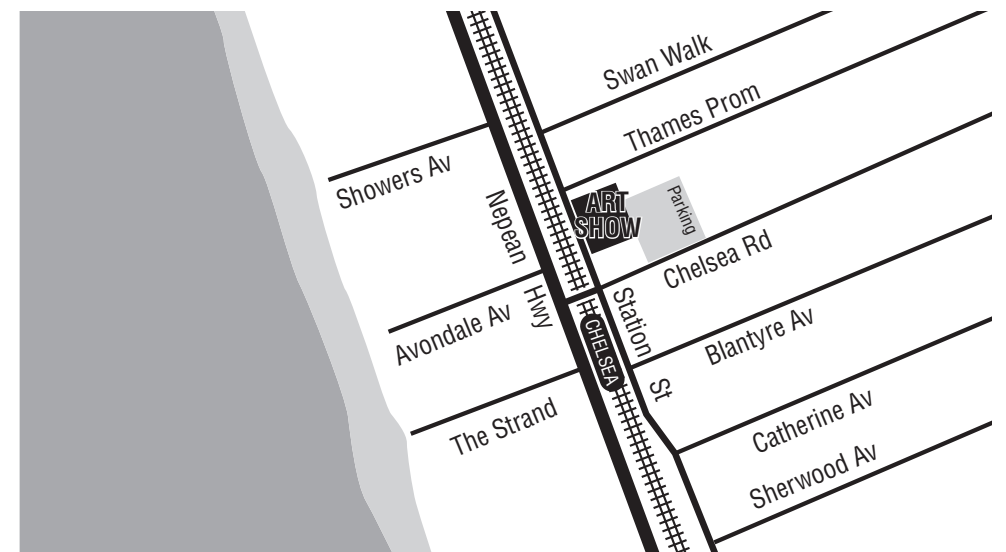 Swan Walk
Thames Prom
Showers Av
ART
SHOW
Parking
Nepean
Hwy
Chelsea Rd
Station
St
Avondale Av
CHELSEA
Blantyre Av
The Strand
Catherine Av
Sherwood Av